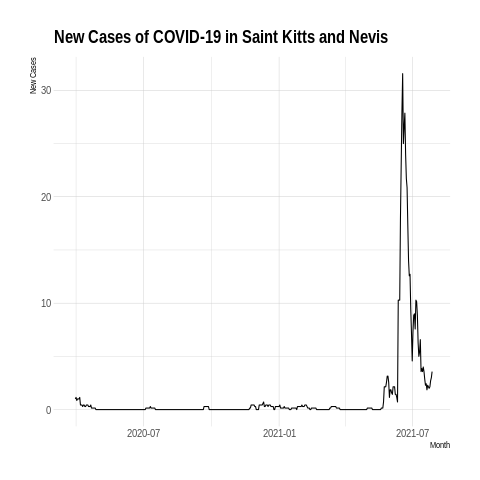 New Cases of COVID-19 in Saint Kitts and Nevis
New Cases
30
20
10
0
2020-07
2021-01
2021-07
Month